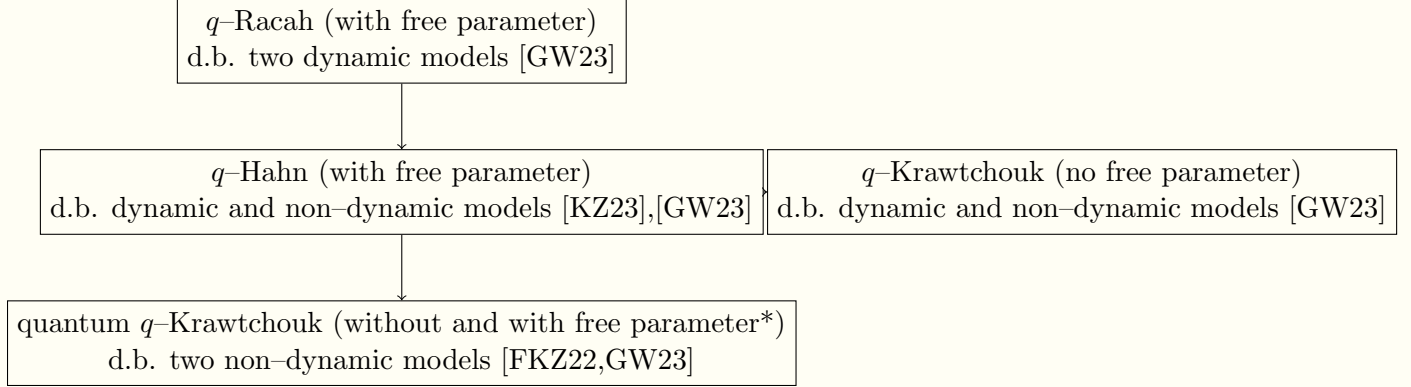 q–Racah (with free parameter)
d.b. two dynamic models [GW23]
q–Hahn (with free parameter)
d.b. dynamic and non–dynamic models [KZ23],[GW23]
q–Krawtchouk (no free parameter)
d.b. dynamic and non–dynamic models [GW23]
quantum q–Krawtchouk (without and with free parameter*)
d.b. two non–dynamic models [FKZ22,GW23]